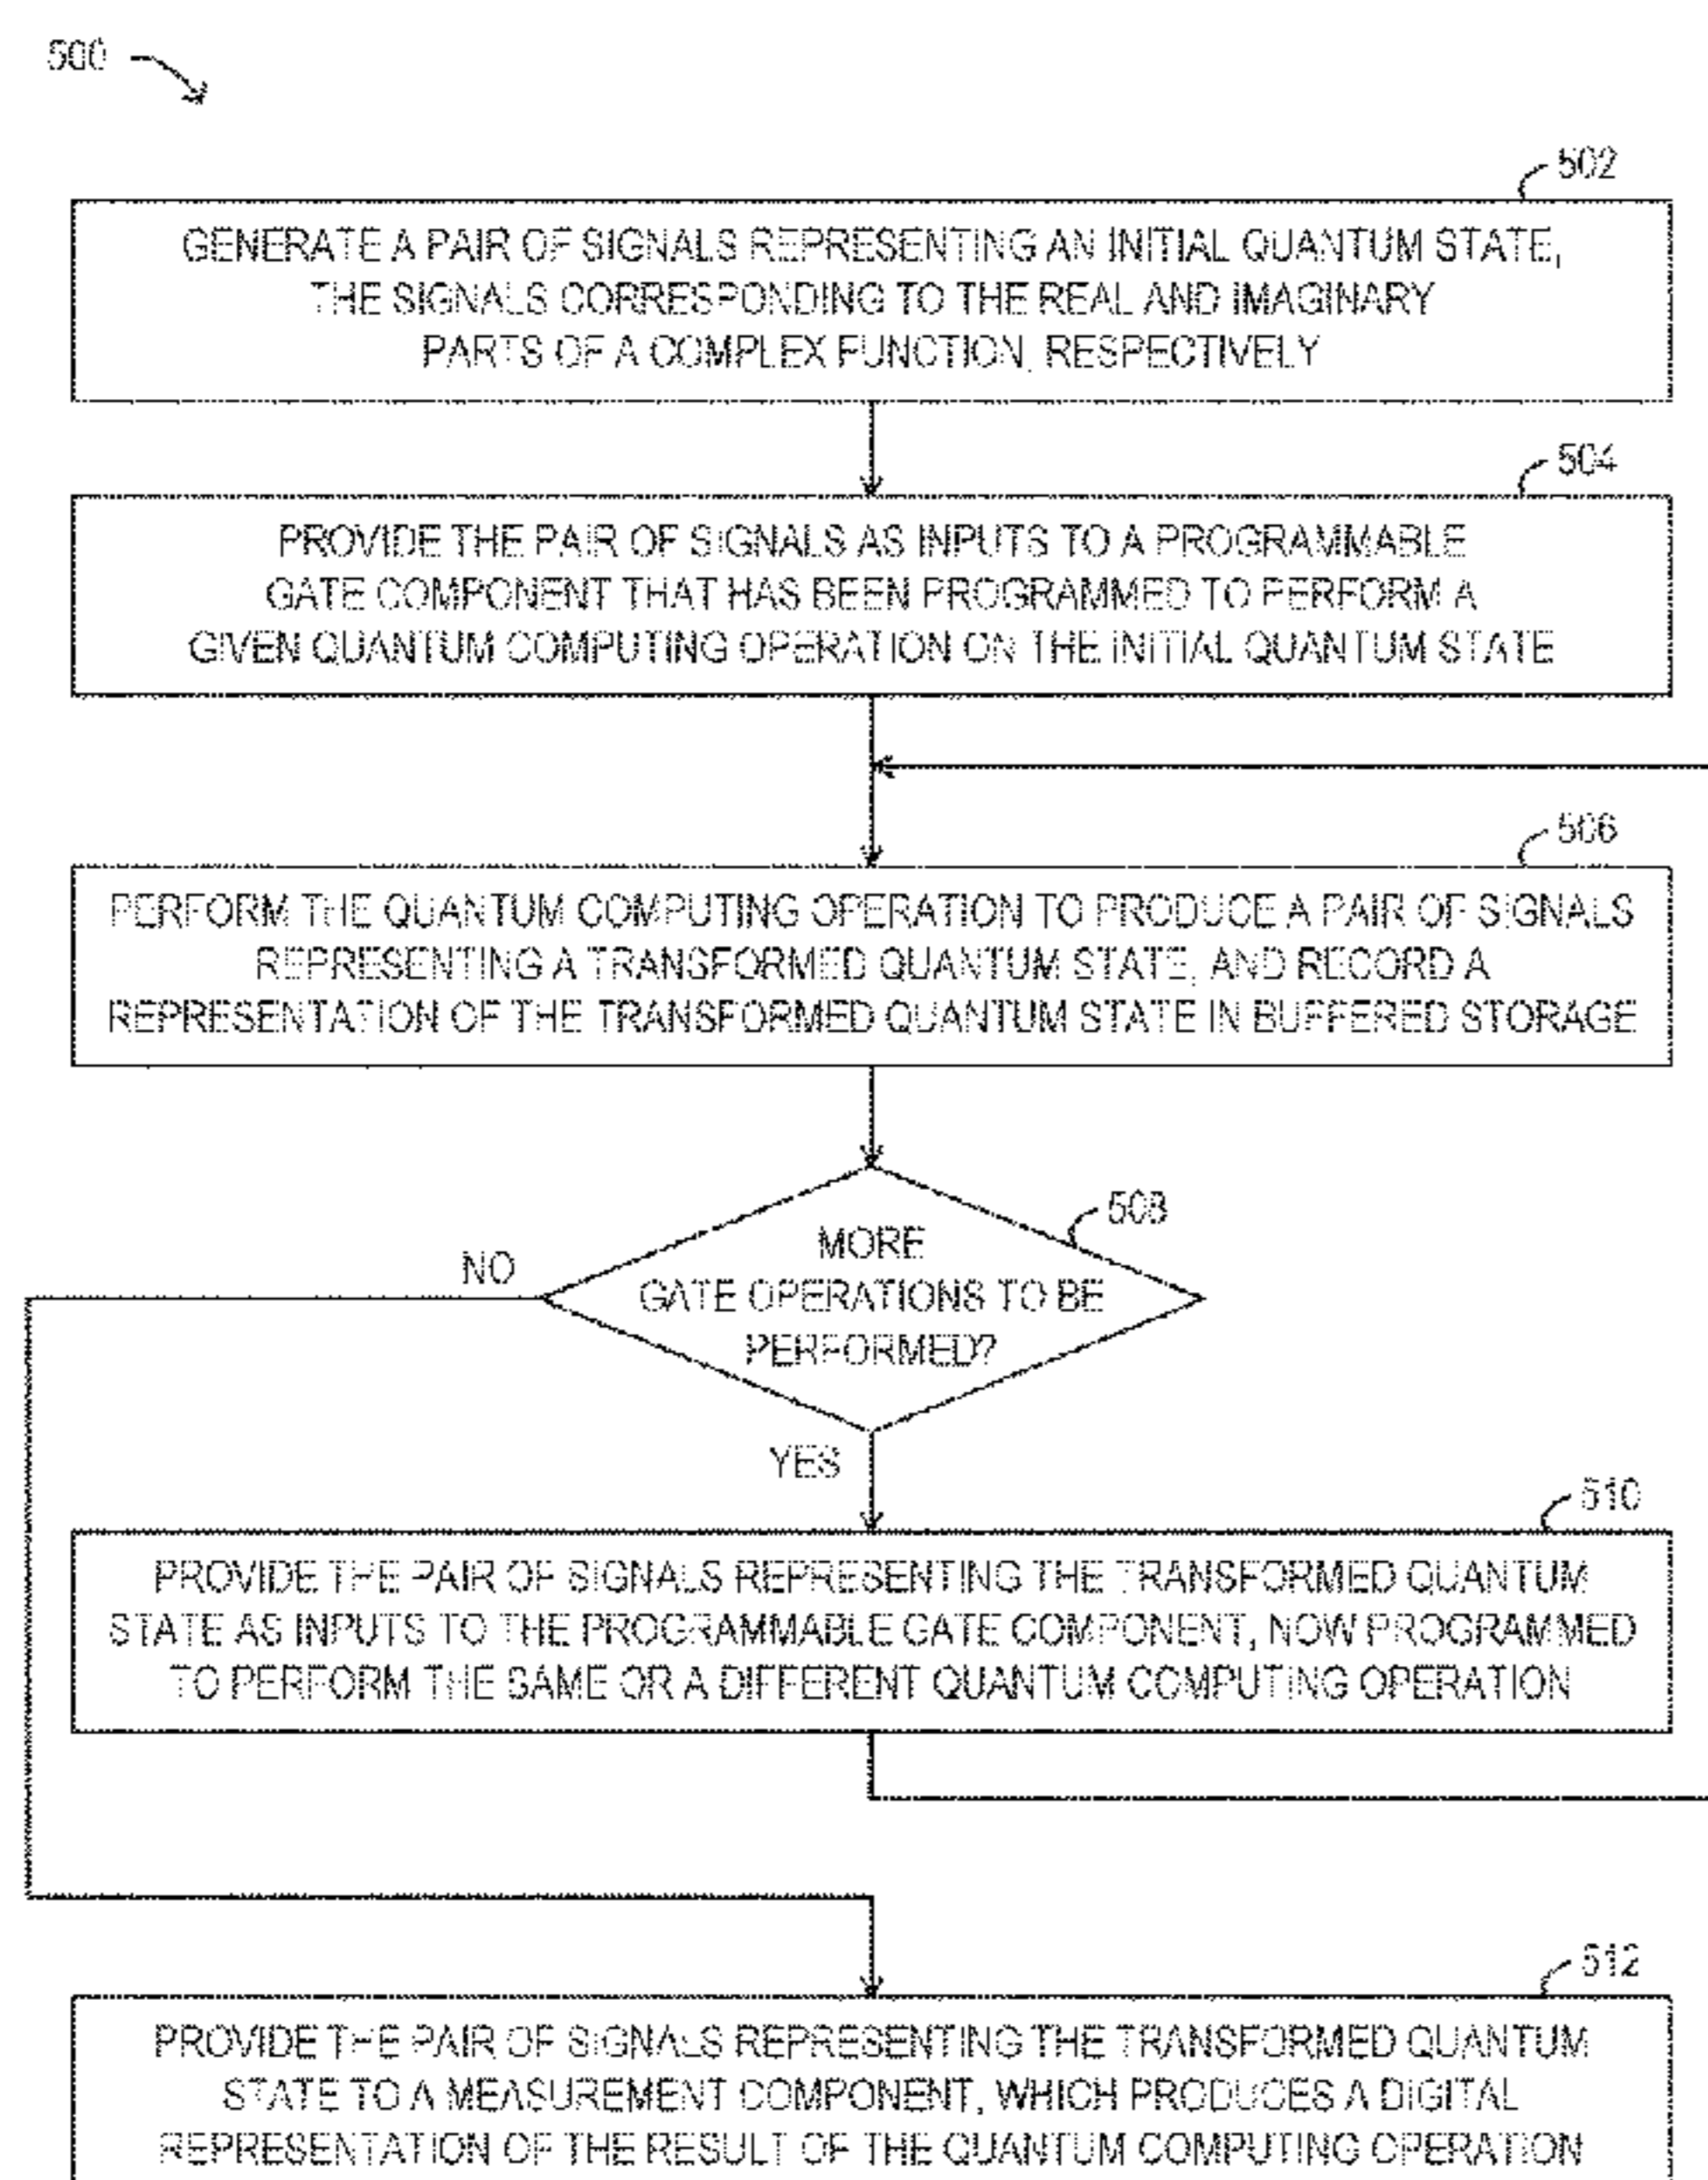 500
502
GENERATE A PAIR OF SIGNALS REPRESENTING AN INITIAL QUANTUM STATE,
THE SIGNALS CORRESPONDING TO THE REAL AND IMAGINARY
PARTS OF A COMPLEX FUNCTION, RESPECTIVELY
504
PROVIDE THE PAIR OF SIGNALS AS INPUTS TO A PROGRAMMABLE
GATE COMPONENT THAT HAS BEEN PROGRAMMED TO PERFORM A
GIVEN QUANTUM COMPUTING OPERATION ON THE INITIAL QUANTUM STATE
506
PERFORM THE QUANTUM COMPUTING OPERATION TO PRODUCE A PAIR OF SIGNALS
REPRESENTING A TRANSFORMED QUANTUM STATE, AND RECORD A
REPRESENTATION OF THE TRANSFORMED QUANTUM STATE IN BUFFERED STORAGE
508
MORE
GATE OPERATIONS TO BE
PERFORMED?
NO
YES
510
PROVIDE THE PAIR OF SIGNALS REPRESENTING THE TRANSFORMED QUANTUM
STATE AS INPUTS TO THE PROGRAMMABLE GATE COMPONENT, NOW PROGRAMMED
TO PERFORM THE SAME OR A DIFFERENT QUANTUM COMPUTING OPERATION
512
PROVIDE THE PAIR OF SIGNALS REPRESENTING THE TRANSFORMED QUANTUM
STATE TO A MEASUREMENT COMPONENT, WHICH PRODUCES A DIGITAL
REPRESENTATION OF THE RESULT OF THE QUANTUM COMPUTING OPERATION